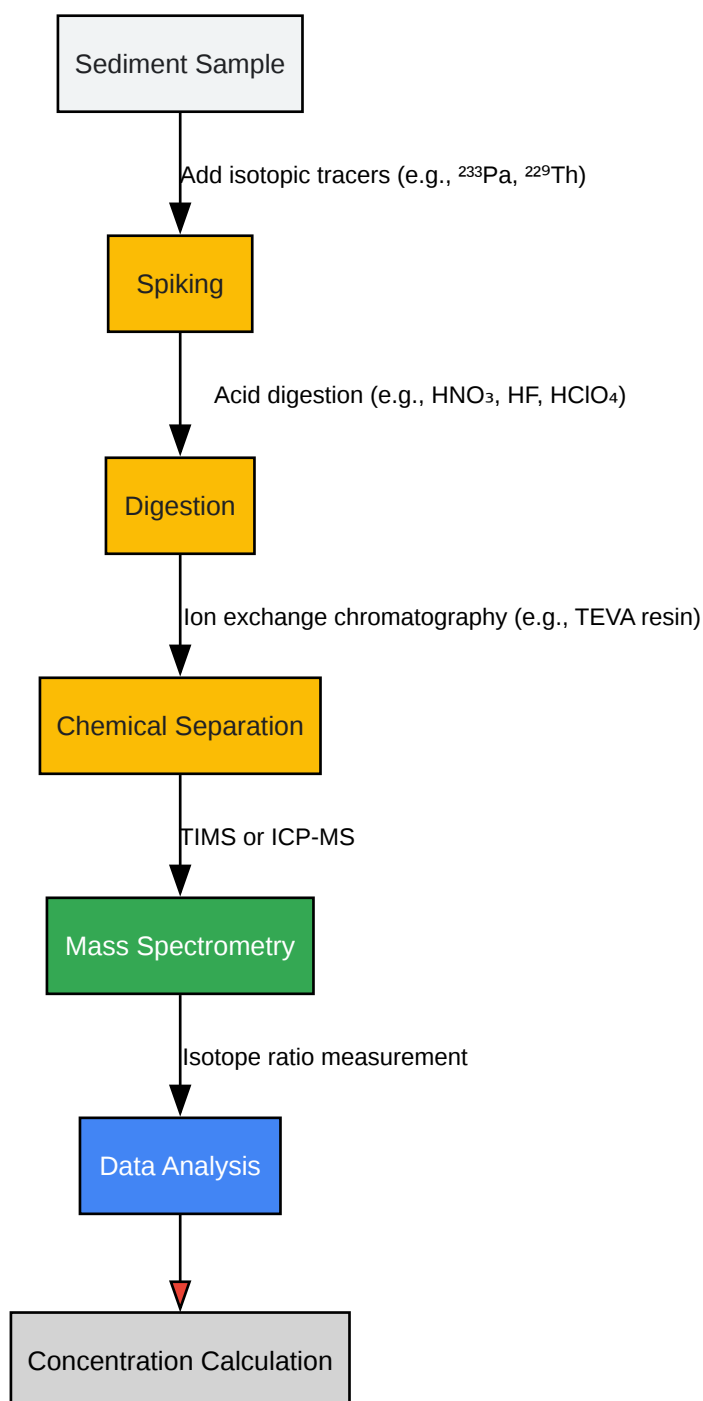 Sediment Sample
Add isotopic tracers (e.g., ²³³Pa, ²²⁹Th)
Spiking
Acid digestion (e.g., HNO₃, HF, HClO₄)
Digestion
Ion exchange chromatography (e.g., TEVA resin)
Chemical Separation
TIMS or ICP-MS
Mass Spectrometry
Isotope ratio measurement
Data Analysis
Concentration Calculation